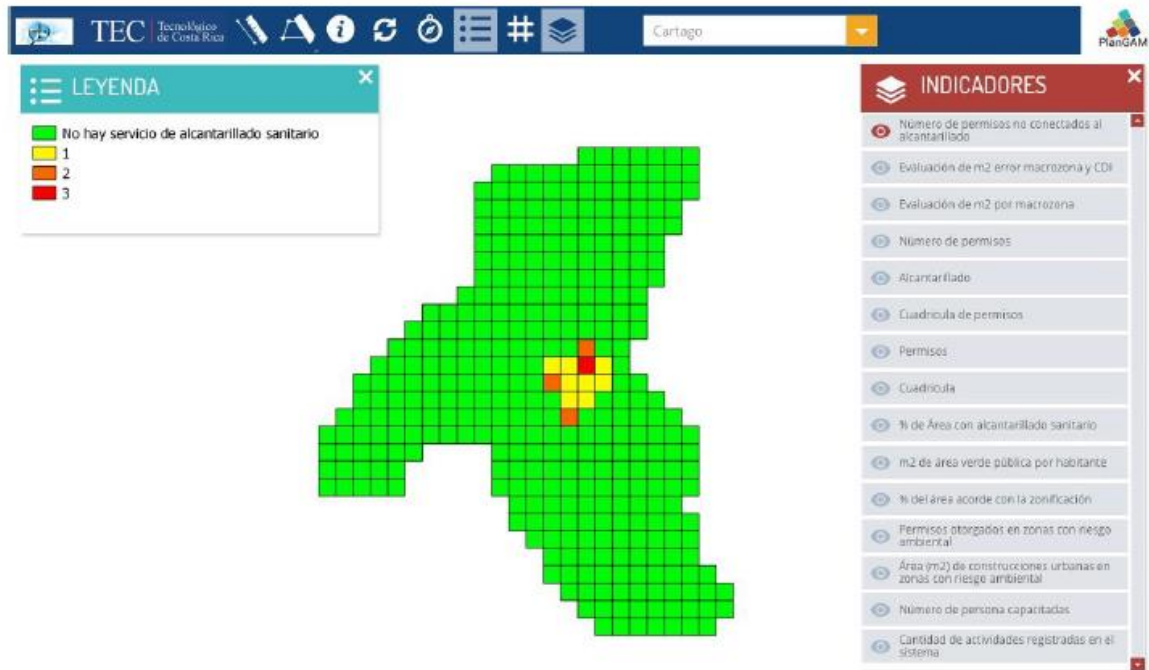 TEC Tecnológico
de Costa Rica
Cartago
PlanGAM
LEYENDA
No hay servicio de alcantarillado sanitario
1
2
3
INDICADORES
Número de permisos no conectados al
alcantarillado
Evaluación de m2 error macrozona y CDI
Evaluación de m2 por macrozona
Número de permisos
Alcantarillado
Cuadricula de permisos
Permisos
Cuadricula
% de Área con alcantarillado sanitario
m2 de área verde pública por habitante
% del área acorde con la zonificación
Permisos otorgados en zonas con riesgo
ambiental
Área (m2) de construcciones urbanas en
zonas con riesgo ambiental
Número de persona capacitadas
Cantidad de actividades registradas en el
sistema